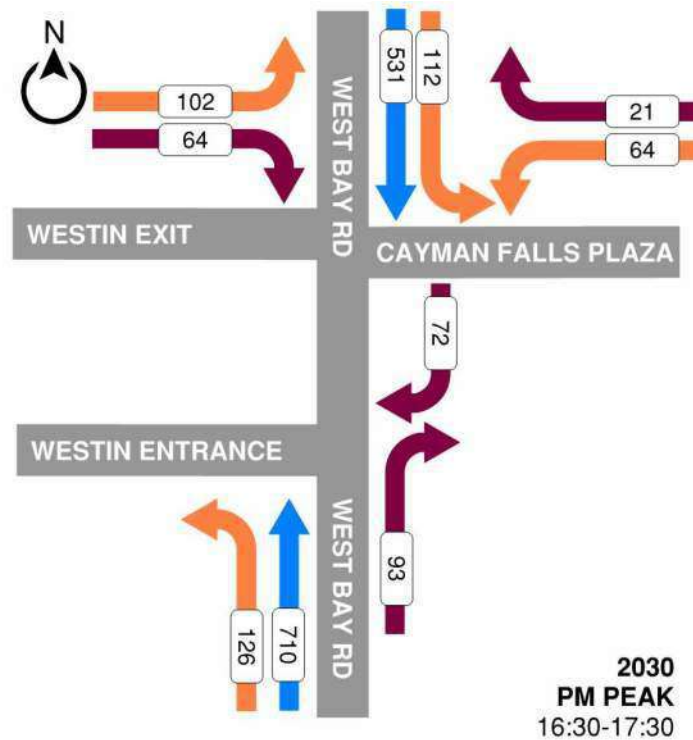 N
102
64
WEST BAY RD
531
112
21
64
WESTIN EXIT
CAYMAN FALLS PLAZA
72
WESTIN ENTRANCE
WEST BAY RD
93
126
710
2030
PM PEAK
16:30-17:30